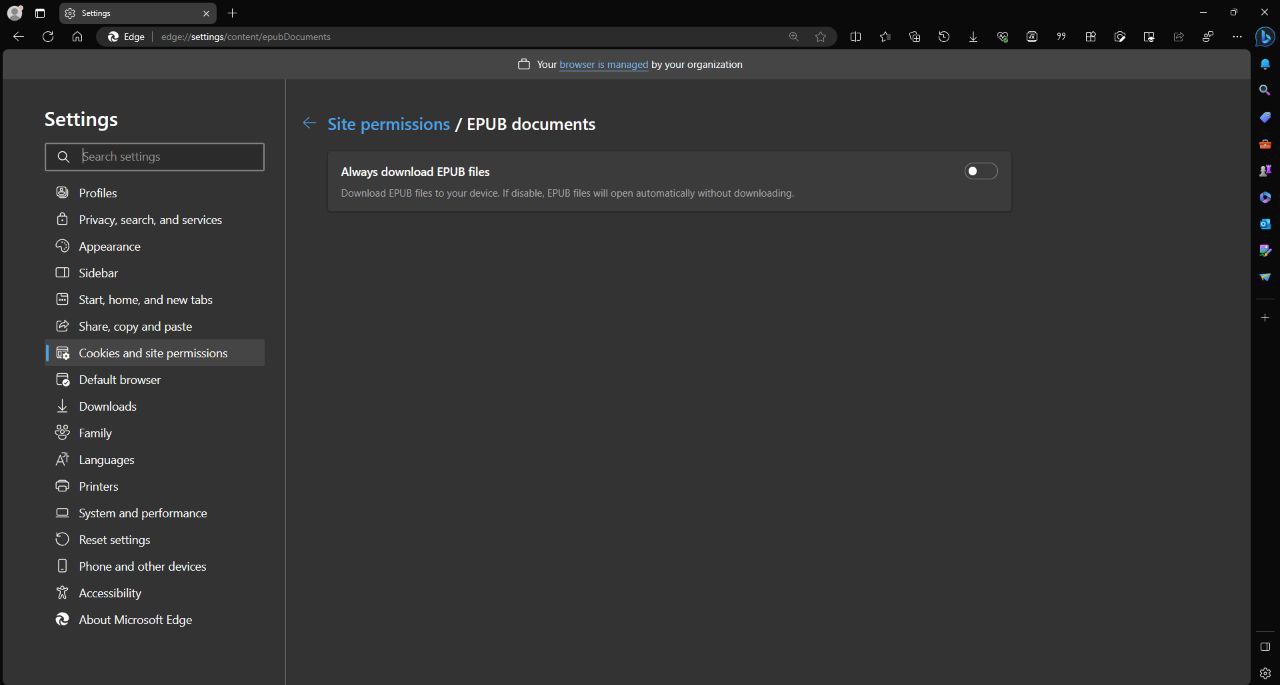 Settings
Edge
edge://settings/content/epubDocuments
Your browser is managed by your organization
Settings
Search settings
Profiles
Privacy, search, and services
Appearance
Sidebar
Start, home, and new tabs
Share, copy and paste
Cookies and site permissions
Default browser
Downloads
Family
Languages
Printers
System and performance
Reset settings
Phone and other devices
Accessibility
About Microsoft Edge
Site permissions / EPUB documents
Always download EPUB files
Download EPUB files to your device. If disable, EPUB files will open automatically without downloading.